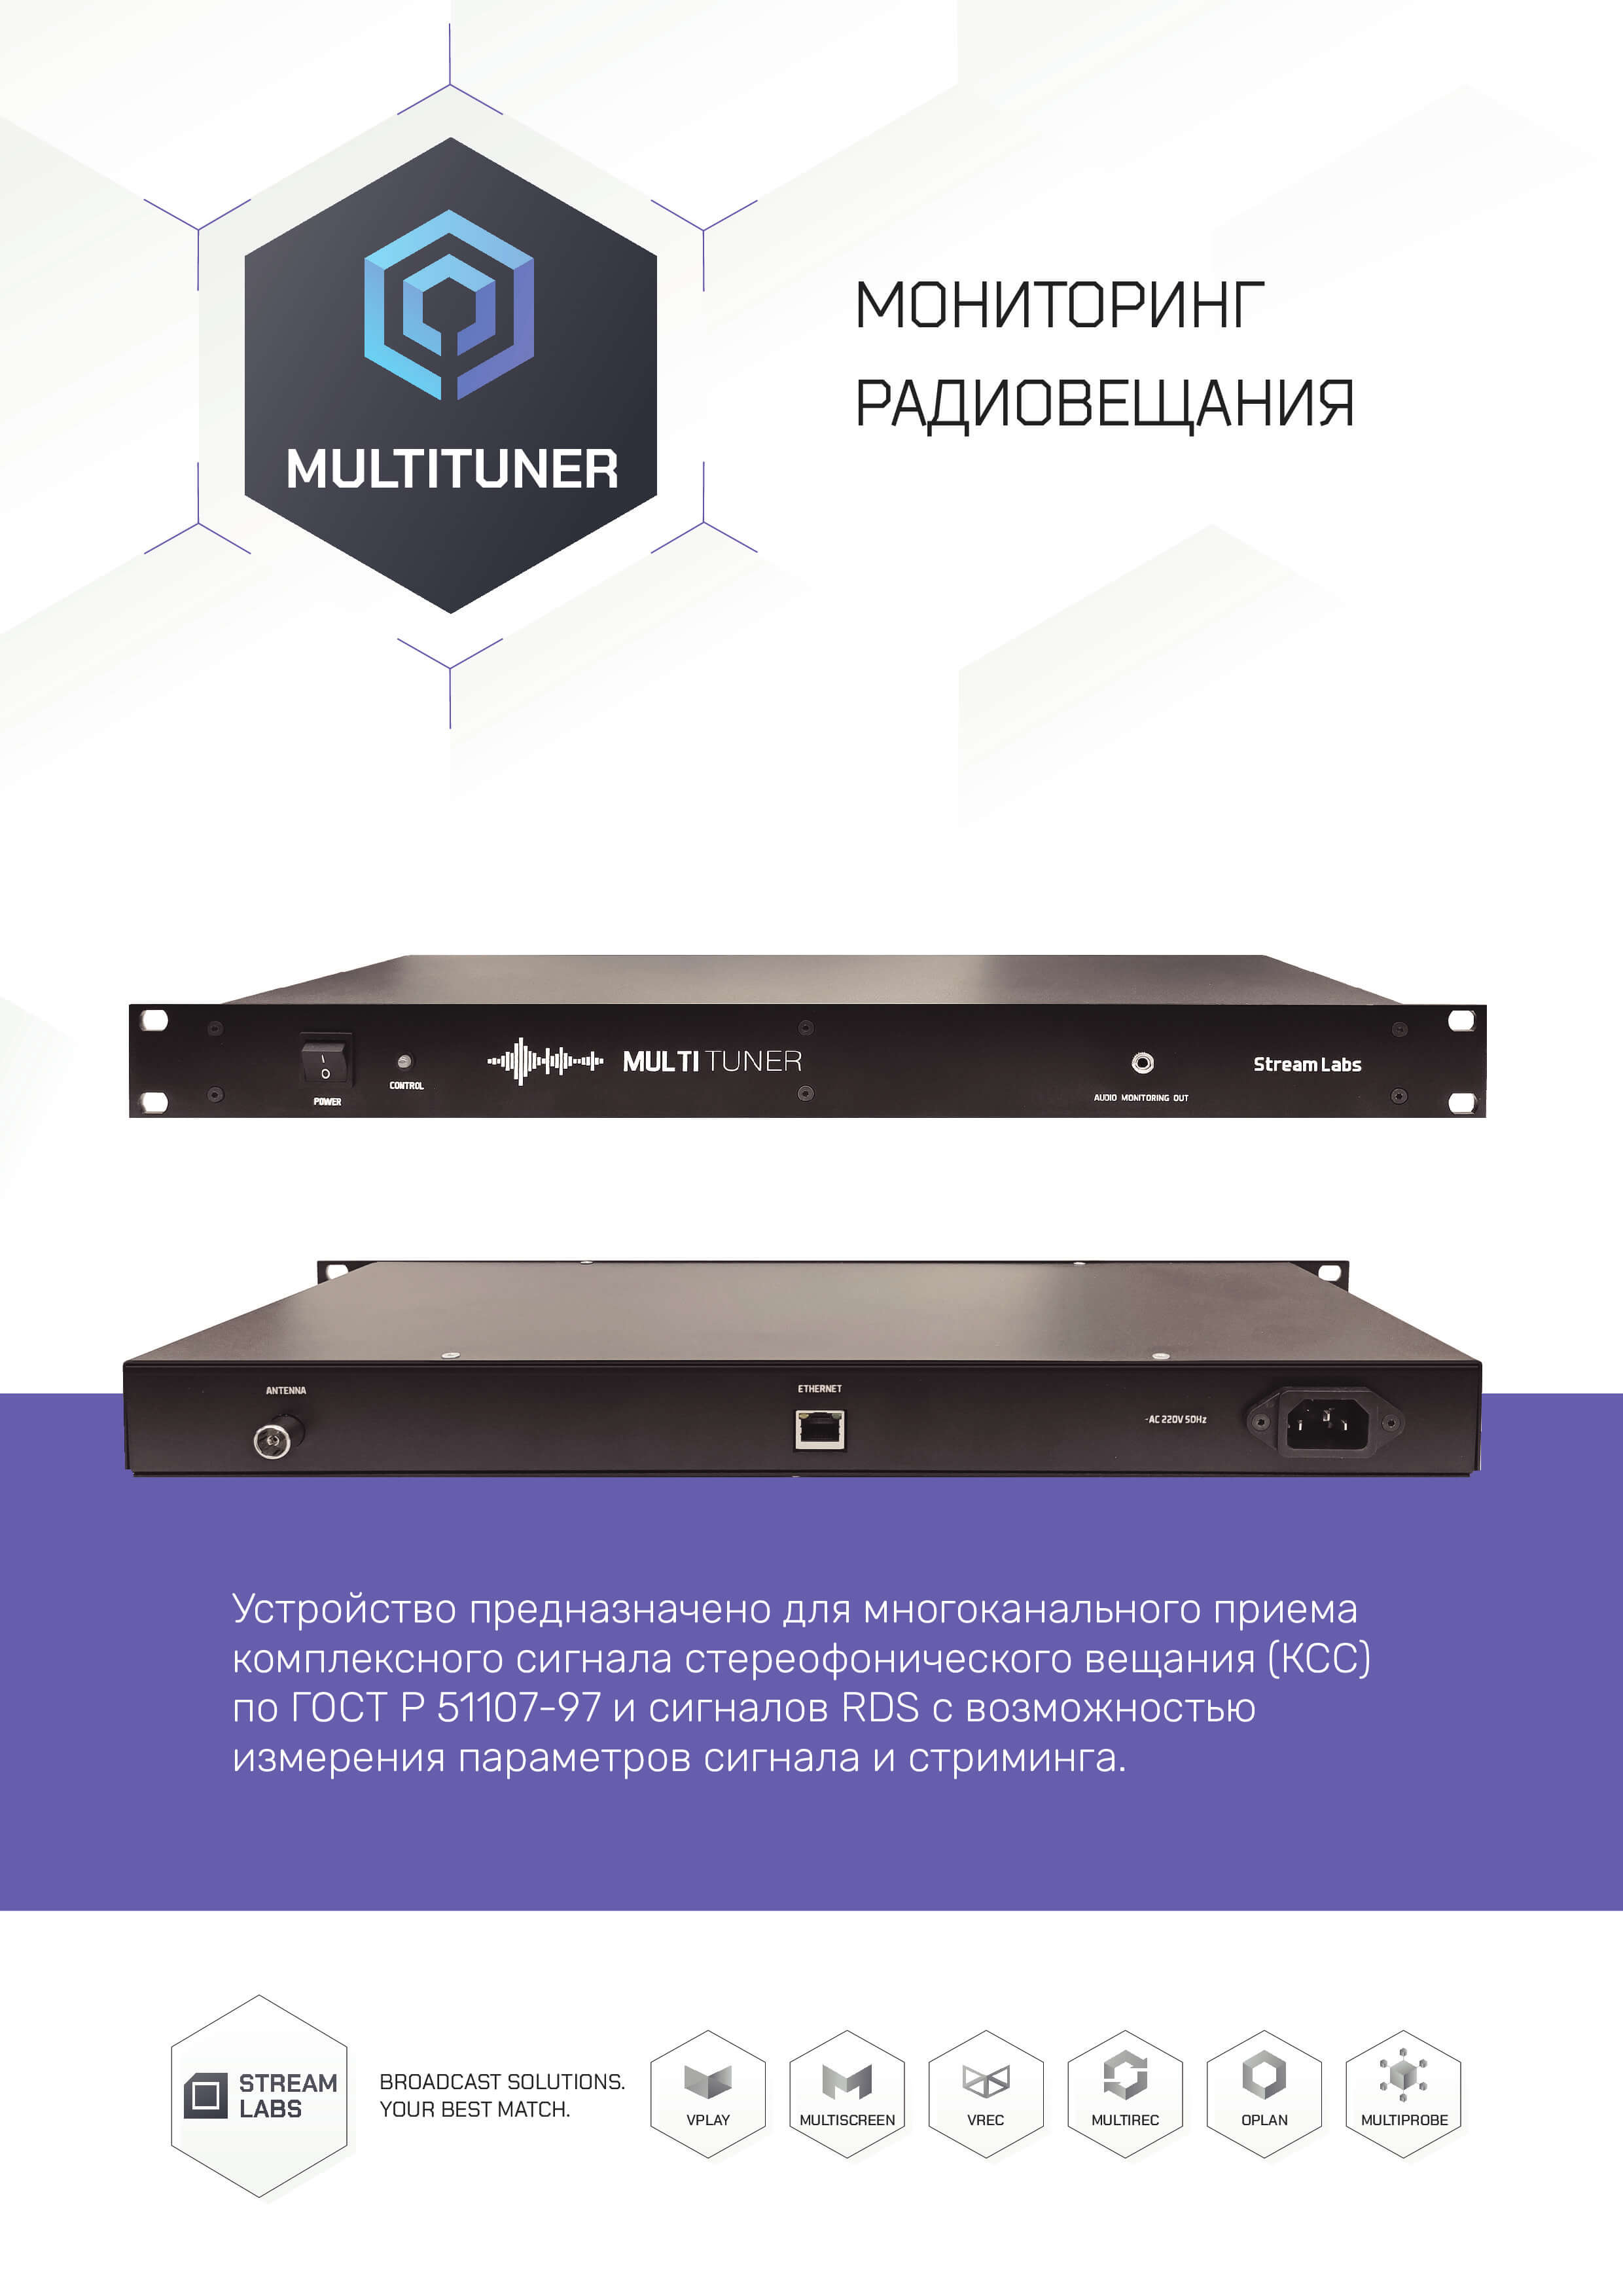 MULTITUNER
МОНИТОРИНГ
РАДИОВЕЩАНИЯ
POWER
CONTROL
MULTI TUNER
AUDIO MONITORING OUT
Stream Labs
ANTENNA
ETHERNET
~AC 220V 50Hz
Устройство предназначено для многоканального приема
комплексного сигнала стереофонического вещания (КСС)
по ГОСТ Р 51107-97 и сигналов RDS с возможностью
измерения параметров сигнала и стриминга.
STREAM
LABS
BROADCAST SOLUTIONS.
YOUR BEST MATCH.
VPLAY
MULTISCREEN
VREC
MULTIREC
OPLAN
MULTIPROBE